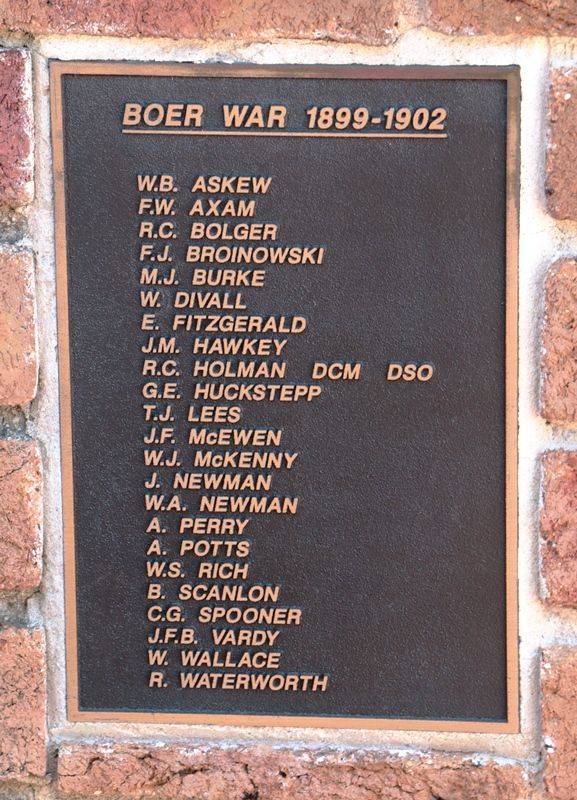 BOER WAR 1899-1902
W.B. ASKEW
F.W. AXAM
R.C. BOLGER
F.J. BROINOWSKI
M.J. BURKE
W. DIVALL
E. FITZGERALD
J.M. HAWKEY
R.C. HOLMAN DCM DSO
G.E. HUCKSTEPP
T.J. LEES
J.F. McEWEN
W.J. McKENNY
J. NEWMAN
W.A. NEWMAN
A. PERRY
A. POTTS
W.S. RICH
B. SCANLON
C.G. SPOONER
J.F.B. VARDY
W. WALLACE
R. WATERWORTH